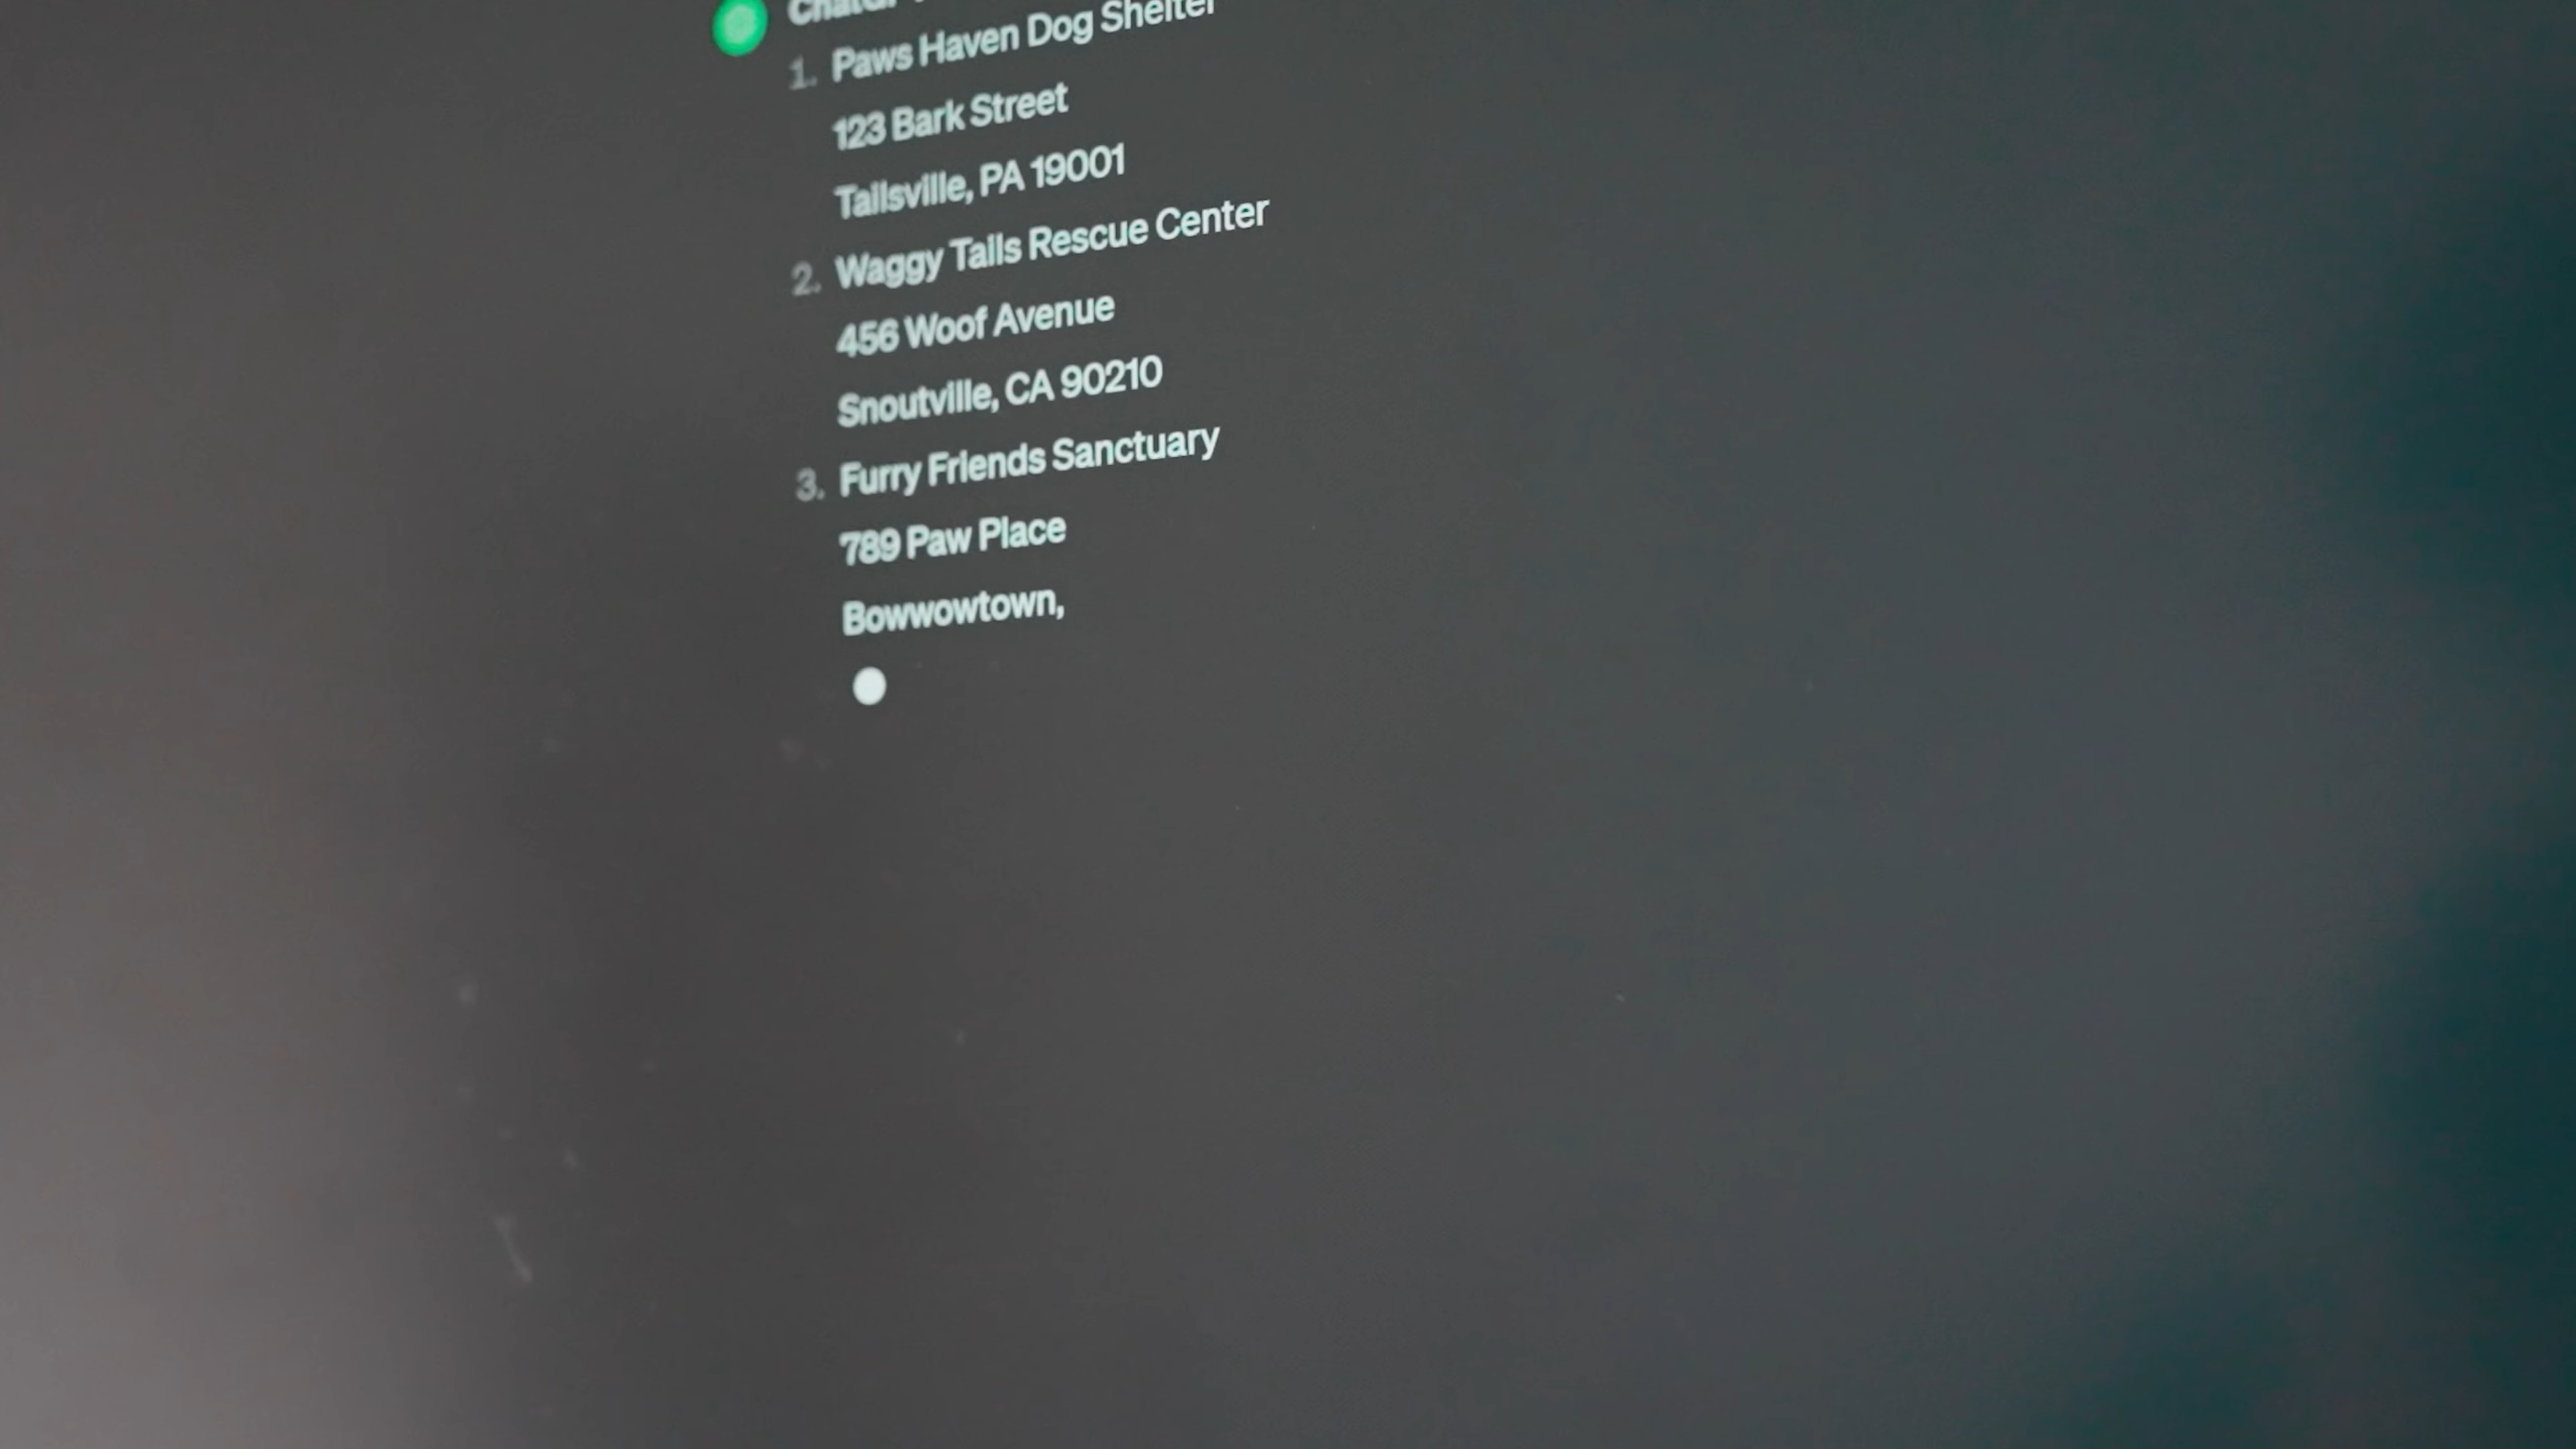 1. Paws Haven Dog Shelter
123 Bark Street
Tailsville, PA 19001
2. Waggy Tails Rescue Center
456 Woof Avenue
Snoutville, CA 90210
3. Furry Friends Sanctuary
789 Paw Place
Bowwowtown,